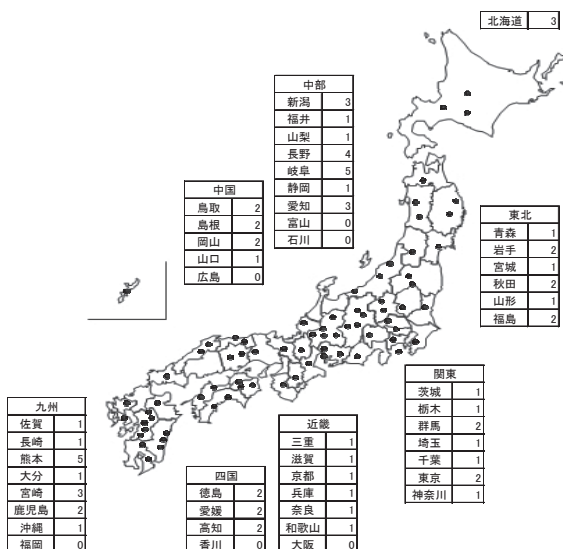 北海道 3
中部
新潟 3
福井 1
山梨 1
長野 4
岐阜 5
静岡 1
愛知 3
富山 0
石川 0
中国
鳥取 2
島根 2
岡山 2
山口 1
広島 0
東北
青森 1
岩手 2
宮城 1
秋田 2
山形 1
福島 2
関東
茨城 1
栃木 1
群馬 2
埼玉 1
千葉 1
東京 2
神奈川 1
九州
佐賀 1
長崎 1
熊本 5
大分 1
宮崎 3
鹿児島 2
沖縄 1
福岡 0
四国
徳島 2
愛媛 2
高知 2
香川 0
近畿
三重 1
滋賀 1
京都 1
兵庫 1
奈良 1
和歌山 1
大阪 0